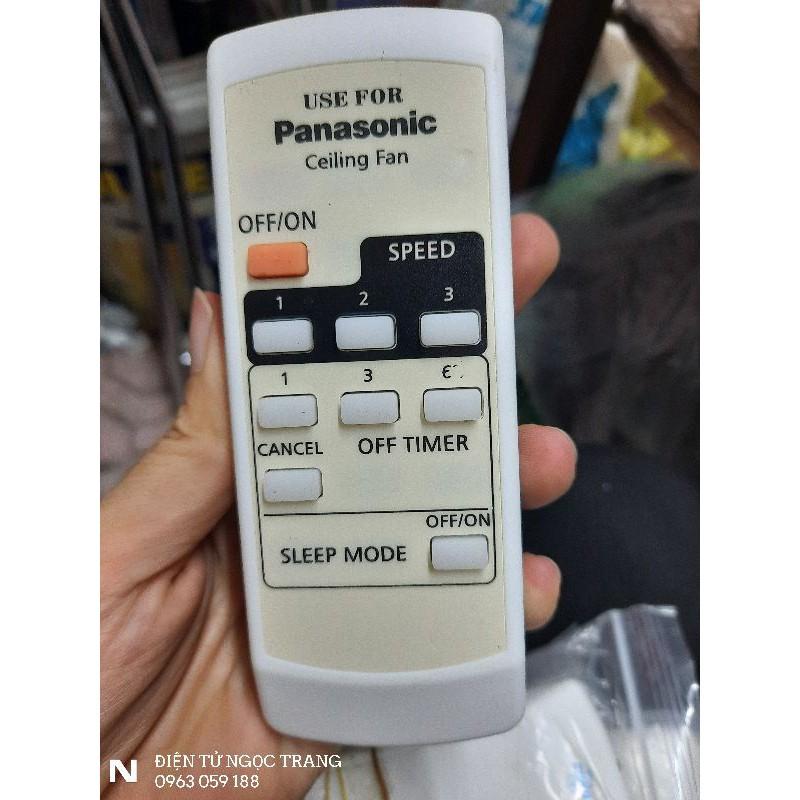 USE FOR
Panasonic
Ceiling Fan
OFF/ON
SPEED
1 2 3
1 3
CANCEL OFF TIMER
OFF/ON
SLEEP MODE
N
ĐIỆN TỬ NGỌC TRANG
0963 059 188